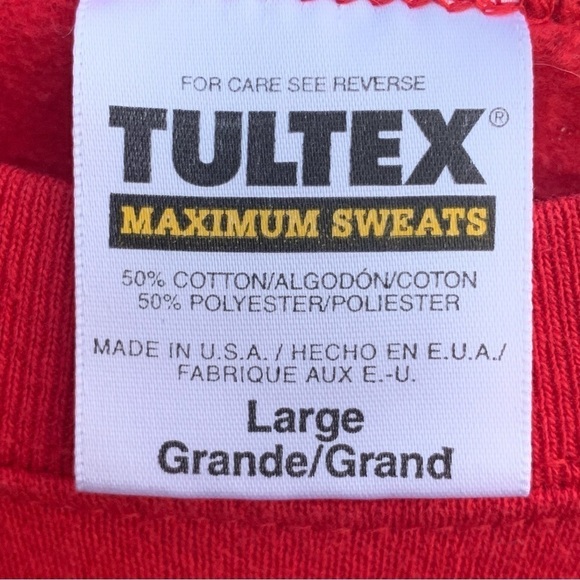 FOR CARE SEE REVERSE
TULTEX®
MAXIMUM SWEATS
50% COTTON/ALGODÓN/COTON
50% POLYESTER/POLIESTER
MADE IN U.S.A. / HECHO EN E.U.A./
FABRIQUE AUX E.-U.
Large
Grande/Grand